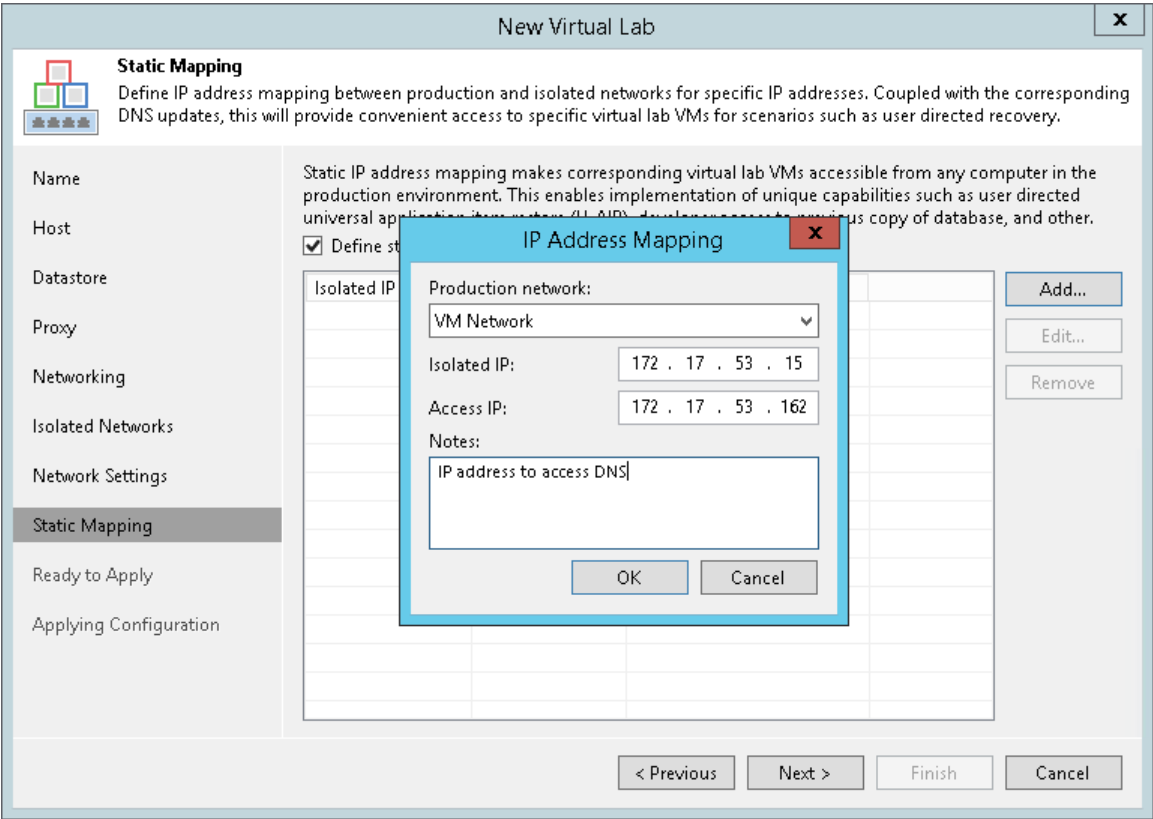 New Virtual Lab
x
Static Mapping
Define IP address mapping between production and isolated networks for specific IP addresses. Coupled with the corresponding
DNS updates, this will provide convenient access to specific virtual lab VMs for scenarios such as user directed recovery.
Name
Host
Datastore
Proxy
Networking
Isolated Networks
Network Settings
Static Mapping
Ready to Apply
Applying Configuration
Static IP address mapping makes corresponding virtual lab VMs accessible from any computer in the
production environment. This enables implementation of unique capabilities such as user directed
universal copy of database, and other.
Define
Isolated IP
Add...
Edit...
Remove
IP Address Mapping
x
Production network:
VM Network
Isolated IP:
172 . 17 . 53 . 15
Access IP:
172 . 17 . 53 . 162
Notes:
IP address to access DNS
OK
Cancel
< Previous
Next >
Finish
Cancel